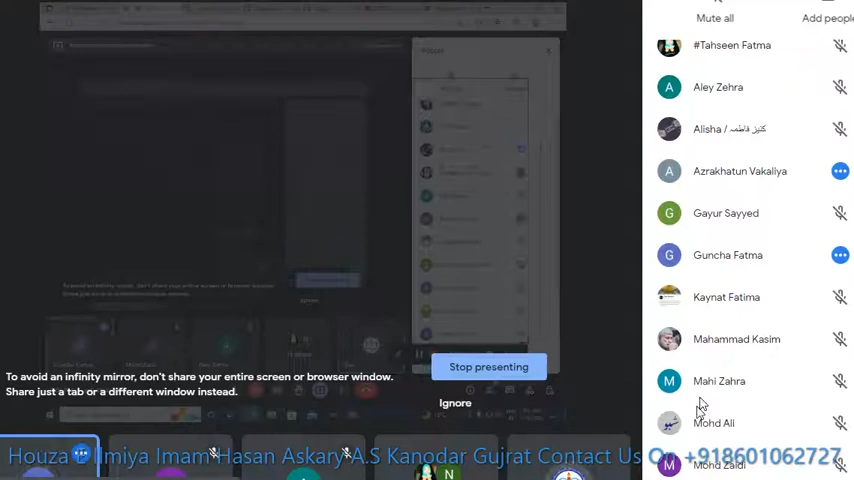 Mute all
Add people
#Tahseen Fatma
Aley Zehra
Alisha / کنیز فاطمہ
Azrakhatun Vakaliya
Gayur Sayyed
Guncha Fatma
Kaynat Fatima
Mahammad Kasim
Mahi Zahra
Mohd Ali
Mohd Zaidi
To avoid an infinity mirror, don't share your entire screen or browser window.
Share just a tab or a different window instead.
Stop presenting
Ignore
Houza E Ilmiya Imam Hasan Askary A.S Kanodar Gujrat Contact Us On +918601062727